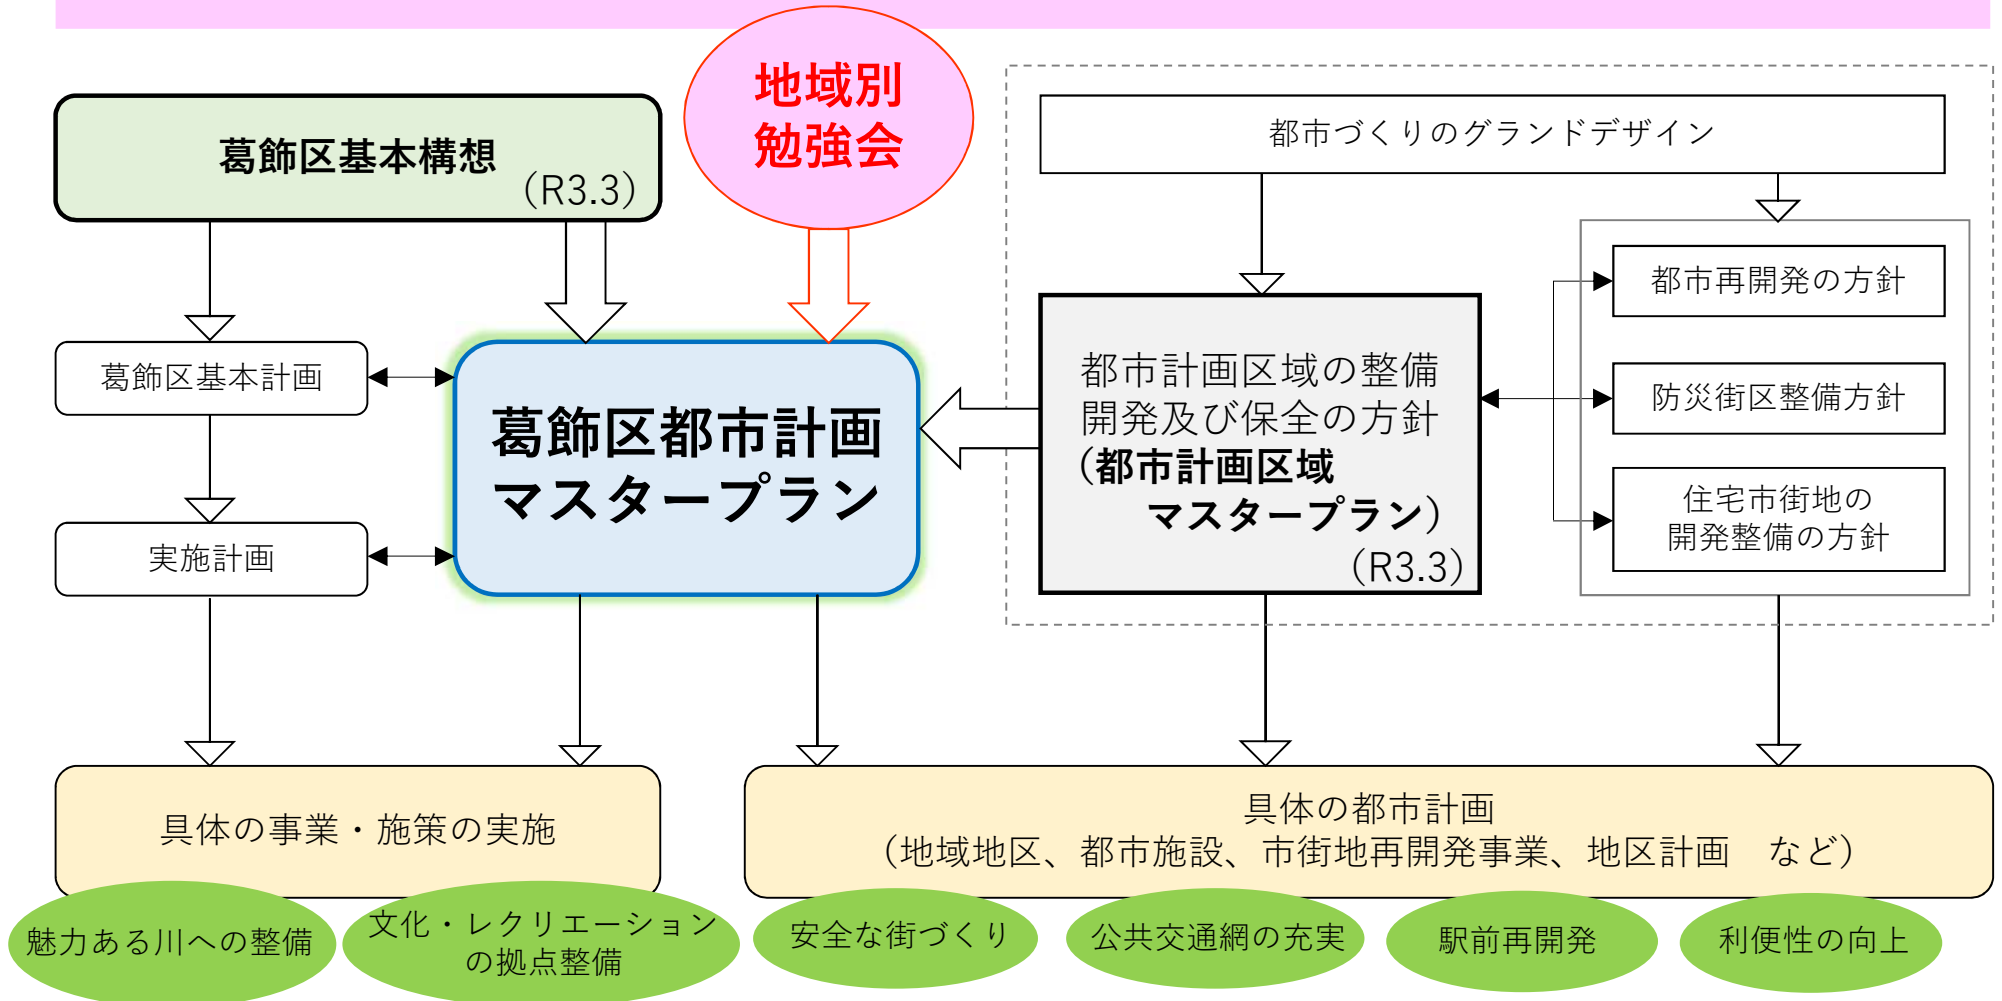 地域別
勉強会
葛飾区基本構想
（R3.3）
都市づくりのグランドデザイン
葛飾区基本計画
実施計画
葛飾区都市計画
マスタープラン
都市計画区域の整備
開発及び保全の方針
（都市計画区域
マスタープラン）
（R3.3）
都市再開発の方針
防災街区整備方針
住宅市街地の
開発整備の方針
具体の事業・施策の実施
具体の都市計画
（地域地区、都市施設、市街地再開発事業、地区計画　など）
魅力ある川への整備
文化・レクリエーション
の拠点整備
安全な街づくり
公共交通網の充実
駅前再開発
利便性の向上